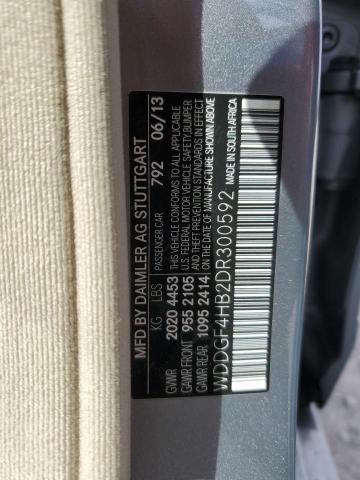 MFD BY DAIMLER AG STUTTGART
KG LBS PASSENGER CAR 792 06/13
GVWR 2020 4453 THIS VEHICLE CONFORMS TO ALL APPLICABLE
GAWR FRONT 955 2105 U.S. FEDERAL MOTOR VEHICLE SAFETY, BUMPER
GAWR REAR 1095 2414 AND THEFT PREVENTION STANDARDS IN EFFECT
ON THE DATE OF MANUFACTURE SHOWN ABOVE
WDDGF4HB2DR300592 MADE IN SOUTH AFRICA